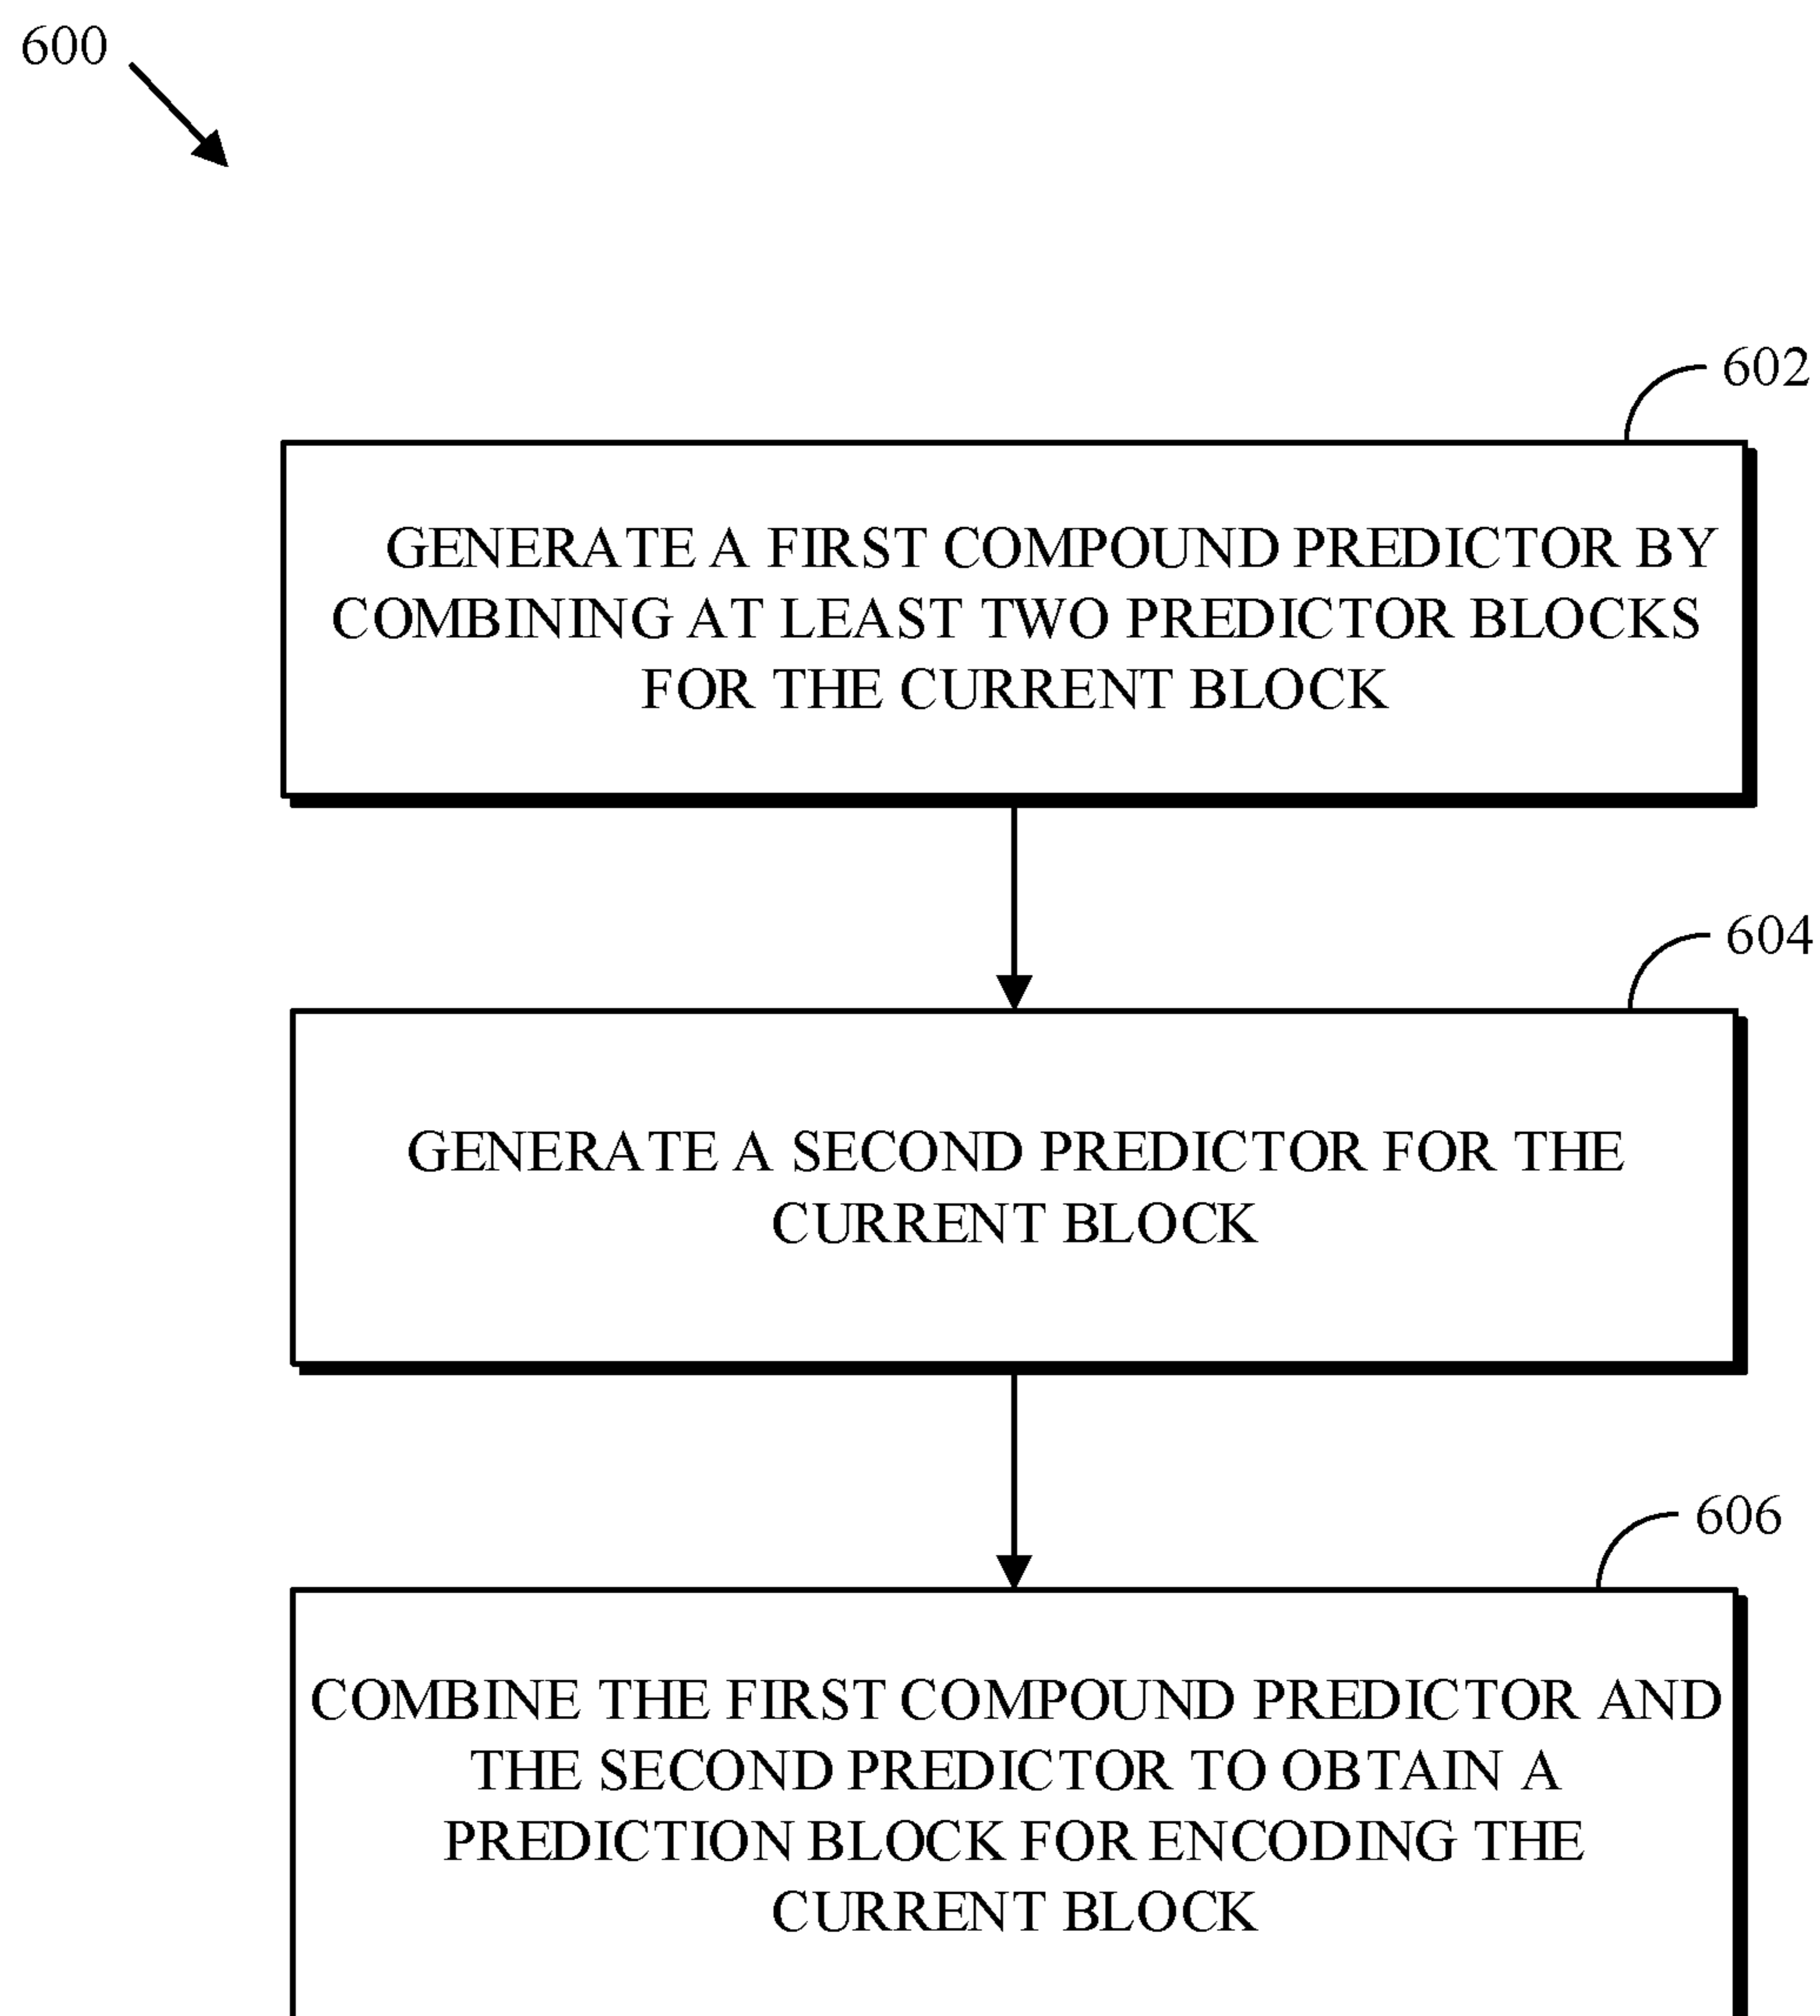 600
602
GENERATE A FIRST COMPOUND PREDICTOR BY
COMBINING AT LEAST TWO PREDICTOR BLOCKS
FOR THE CURRENT BLOCK
604
GENERATE A SECOND PREDICTOR FOR THE
CURRENT BLOCK
606
COMBINE THE FIRST COMPOUND PREDICTOR AND
THE SECOND PREDICTOR TO OBTAIN A
PREDICTION BLOCK FOR ENCODING THE
CURRENT BLOCK